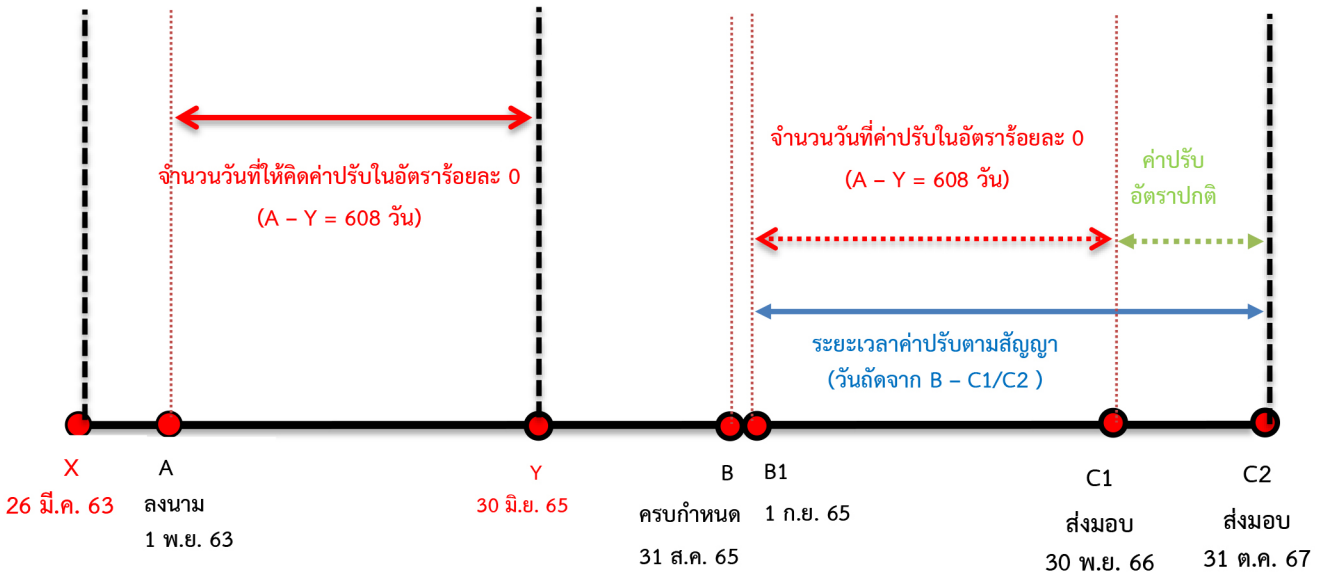 จำนวนวันที่ให้คิดค่าปรับในอัตราร้อยละ 0
(A – Y = 608 วัน)
จำนวนวันที่ค่าปรับในอัตราร้อยละ 0
(A – Y = 608 วัน)
ค่าปรับ
อัตราปกติ
ระยะเวลาค่าปรับตามสัญญา
(วันถัดจาก B – C1/C2 )
X
26 มี.ค. 63
A
ลงนาม
1 พ.ย. 63
Y
30 มิ.ย. 65
B
ครบกำหนด
31 ส.ค. 65
B1
1 ก.ย. 65
C1
ส่งมอบ
30 พ.ย. 66
C2
ส่งมอบ
31 ต.ค. 67